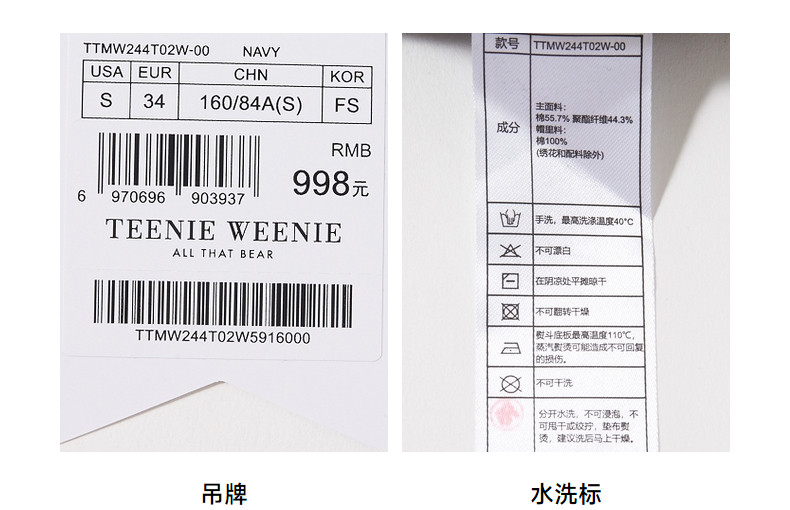 TTMW244T02W-00 NAVY
USA EUR CHN KOR
S 34 160/84A(S) FS
RMB
998元
6 970696 903937
TEENIE WEENIE
ALL THAT BEAR
TTMW244T02W5916000
吊牌
款号 TTMW244T02W-00
成分
主面料：
棉55.7% 聚酯纤维44.3%
帽里料：
棉100%
(绣花和配料除外)
手洗，最高洗涤温度40°C
不可漂白
在阴凉处平摊晾干
不可翻转干燥
熨斗底板最高温度110℃，
蒸汽熨烫可能造成不可回复
的损伤。
不可干洗
分开水洗，不可浸泡，不
可甩干或绞拧，垫布熨
烫，建议洗后马上干燥。
水洗标